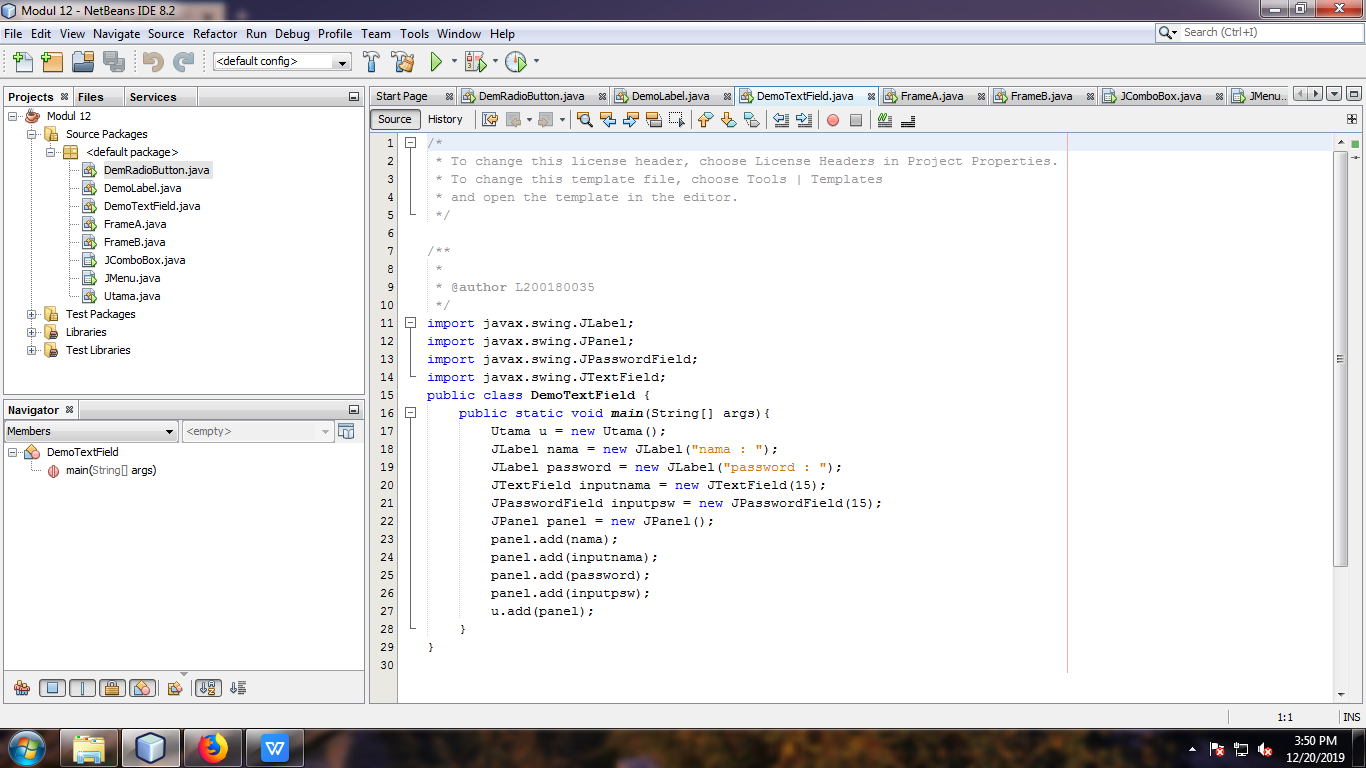 Modul 12 - NetBeans IDE 8.2
File Edit View Navigate Source Refactor Run Debug Profile Team Tools Window Help
Search (Ctrl+I)
<default config>
Projects Files Services
Modul 12
Source Packages
<default package>
DemRadioButton.java
DemoLabel.java
DemoTextField.java
FrameA.java
FrameB.java
JComboBox.java
JMenu.java
Utama.java
Test Packages
Libraries
Test Libraries
Navigator
Members <empty>
DemoTextField
main(String[] args)
Start Page DemRadioButton.java DemoLabel.java DemoTextField.java FrameA.java FrameB.java JComboBox.java JMenu...
Source History
1 /*
2 * To change this license header, choose License Headers in Project Properties.
3 * To change this template file, choose Tools | Templates
4 * and open the template in the editor.
5 */
6
7 /**
8 *
9 * @author L200180035
10 */
11 import javax.swing.JLabel;
12 import javax.swing.JPanel;
13 import javax.swing.JPasswordField;
14 import javax.swing.JTextField;
15 public class DemoTextField {
16 public static void main(String[] args){
17 Utama u = new Utama();
18 JLabel nama = new JLabel("nama : ");
19 JLabel password = new JLabel("password : ");
20 JTextField inputnama = new JTextField(15);
21 JPasswordField inputpsw = new JPasswordField(15);
22 JPanel panel = new JPanel();
23 panel.add(nama);
24 panel.add(inputnama);
25 panel.add(password);
26 panel.add(inputpsw);
27 u.add(panel);
28 }
29 }
30
1:1 INS
3:50 PM
12/20/2019